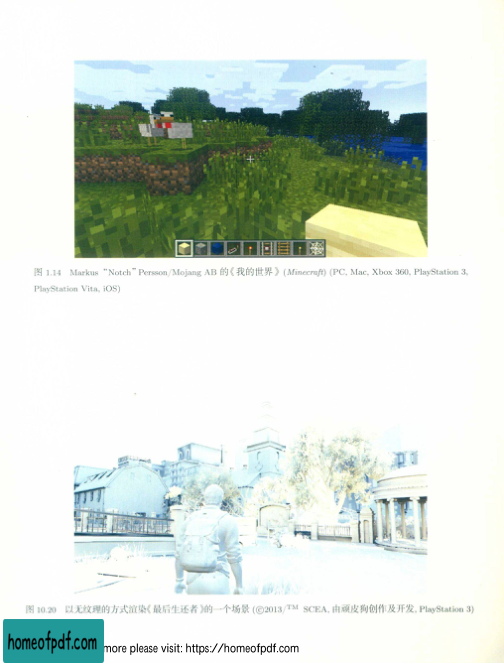 图 1.14 Markus “Notch” Persson/Mojang AB 的《我的世界》(Minecraft) (PC, Mac, Xbox 360, PlayStation 3,
PlayStation Vita, iOS)
图 10.20 以无纹理的方式渲染《最后生还者》的一个场景 (©2013/™ SCEA, 由顽皮狗创作及开发, PlayStation 3)
homeofpdf.com more please visit: https://homeofpdf.com